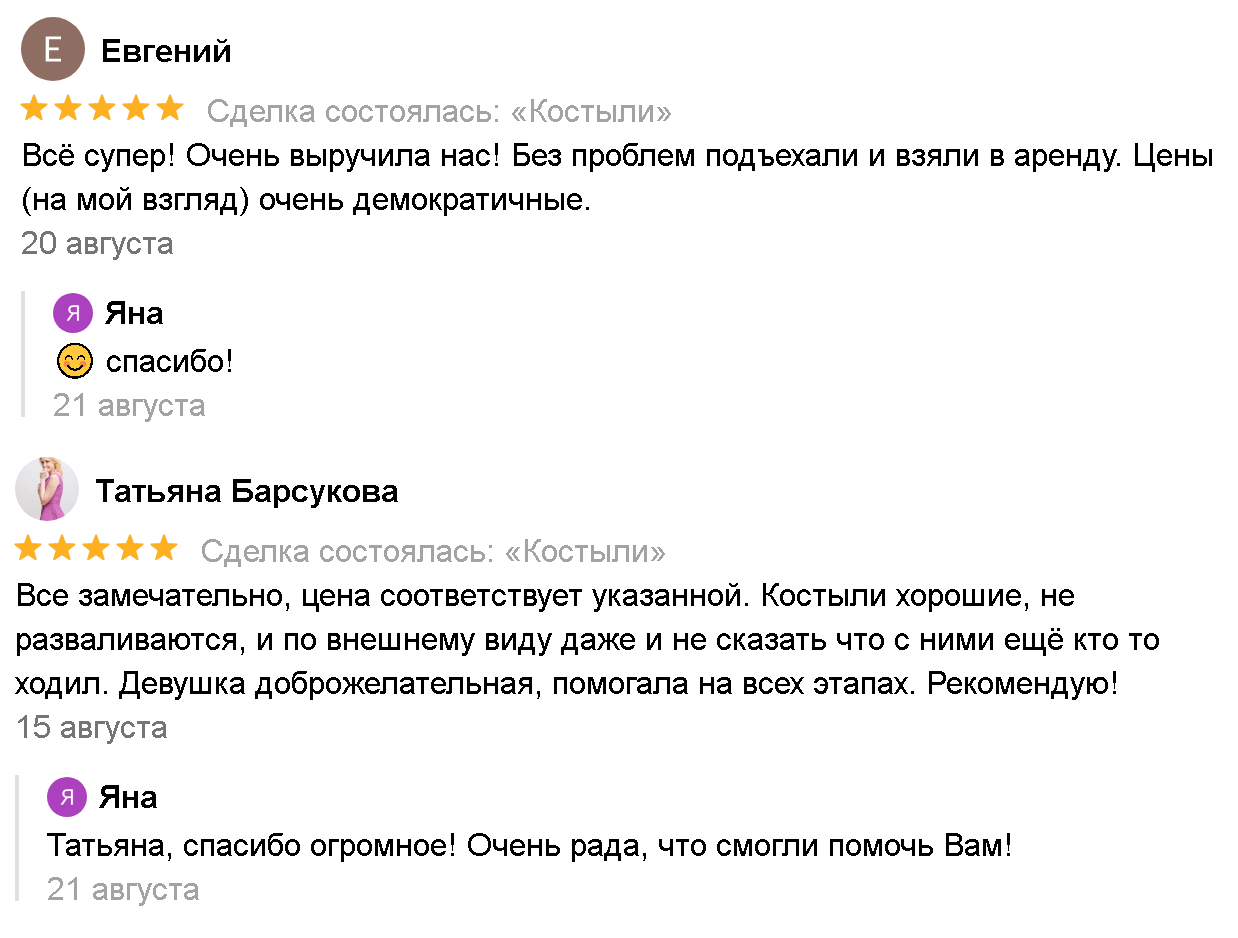 Е
Евгений
Сделка состоялась: «Костыли»
Всё супер! Очень выручила нас! Без проблем подъехали и взяли в аренду. Цены
(на мой взгляд) очень демократичные.
20 августа
Я
Яна
😊 спасибо!
21 августа
Татьяна Барсукова
Сделка состоялась: «Костыли»
Все замечательно, цена соответствует указанной. Костыли хорошие, не
разваливаются, и по внешнему виду даже и не сказать что с ними ещё кто то
ходил. Девушка доброжелательная, помогала на всех этапах. Рекомендую!
15 августа
Я
Яна
Татьяна, спасибо огромное! Очень рада, что смогли помочь Вам!
21 августа